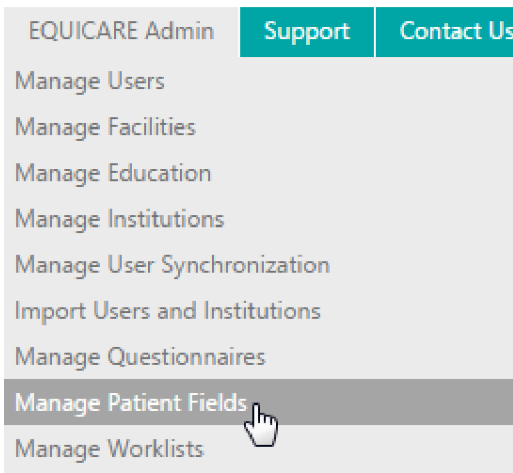 EQUICARE Admin Support Contact Us
Manage Users
Manage Facilities
Manage Education
Manage Institutions
Manage User Synchronization
Import Users and Institutions
Manage Questionnaires
Manage Patient Fields
Manage Worklists